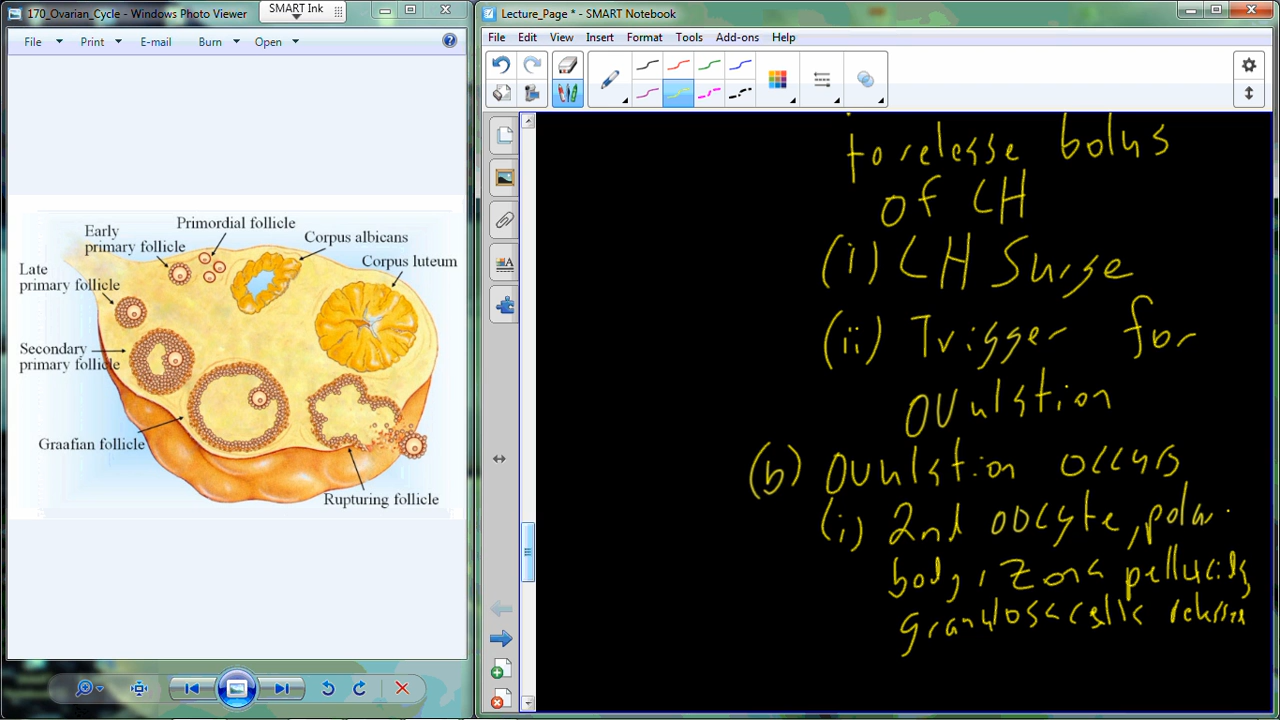 170_Ovarian_Cycle - Windows Photo Viewer
SMART Ink
File Print E-mail Burn Open
Primordial follicle
Early
primary follicle
Corpus albicans
Corpus luteum
Late
primary follicle
Secondary
primary follicle
Graafian follicle
Rupturing follicle
Lecture_Page * - SMART Notebook
File Edit View Insert Format Tools Add-ons Help
to release bolus
of LH
(i) LH Surge
(ii) Trigger for
Ovulation
(b) Ovulation occurs
(i) 2nd oocyte, polar
body, Zona pellucida,
granulosa cells